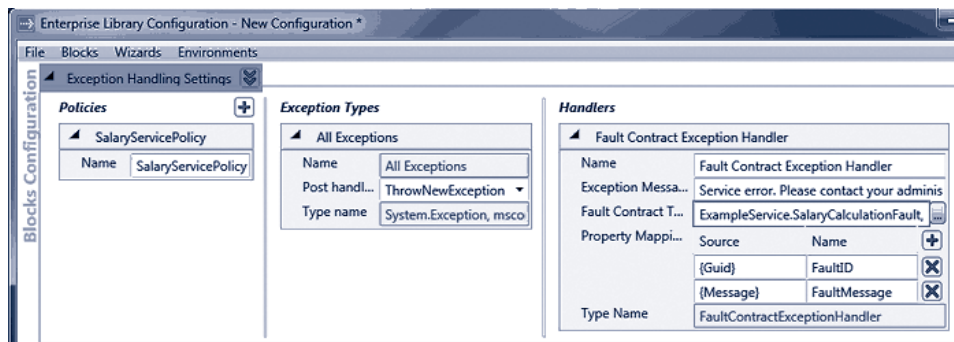 Enterprise Library Configuration - New Configuration *
File Blocks Wizards Environments
Blocks Configuration
Exception Handling Settings
Policies
SalaryServicePolicy
Name SalaryServicePolicy
Exception Types
All Exceptions
Name All Exceptions
Post handl... ThrowNewException
Type name System.Exception, msco
Handlers
Fault Contract Exception Handler
Name Fault Contract Exception Handler
Exception Messa... Service error. Please contact your adminis
Fault Contract T... ExampleService.SalaryCalculationFault, ...
Property Mappi... Source Name
{Guid} FaultID
{Message} FaultMessage
Type Name FaultContractExceptionHandler